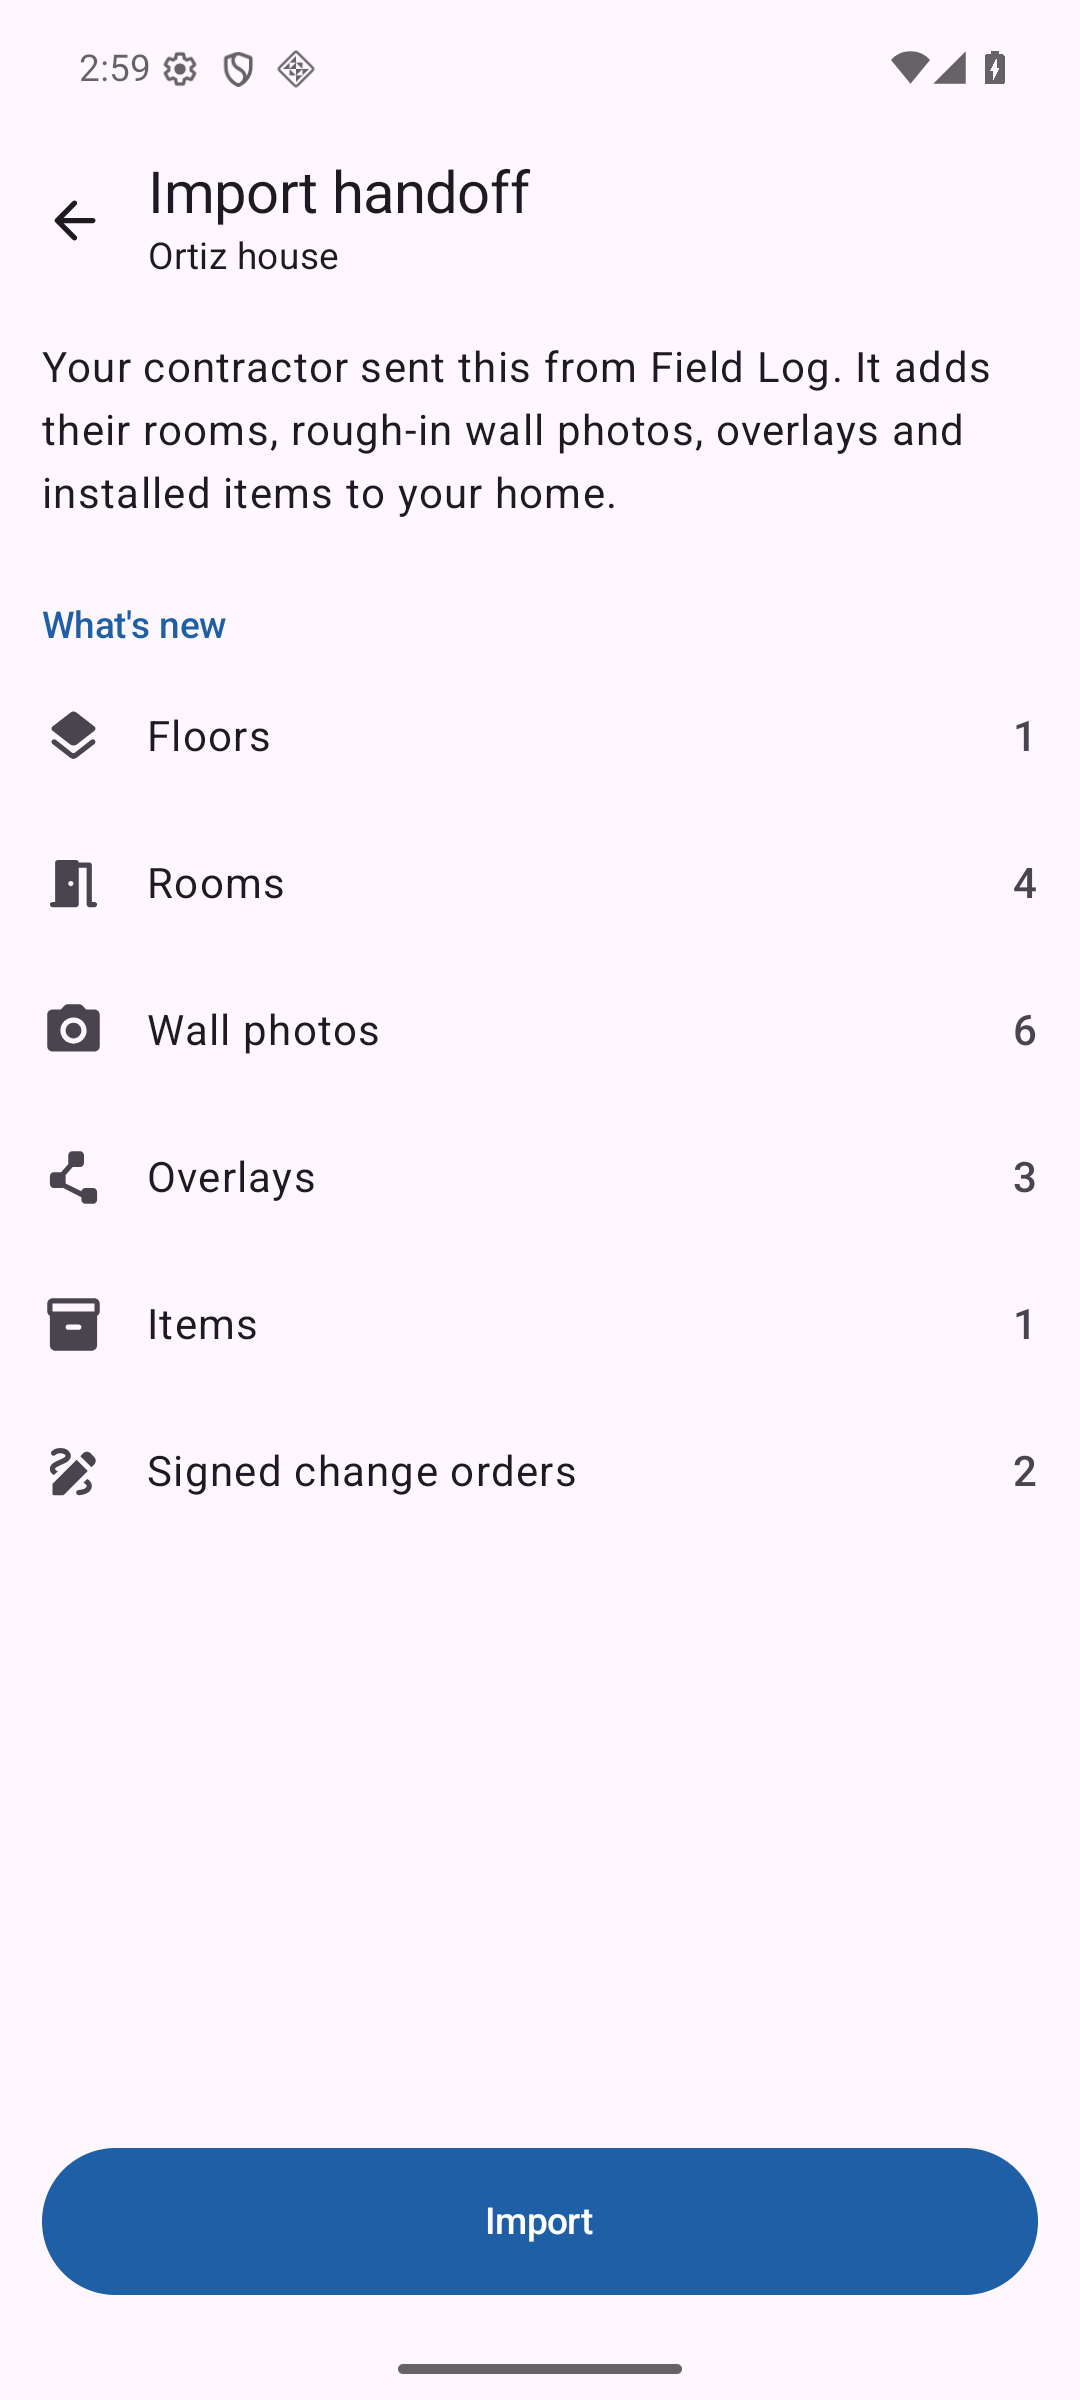 2:59
Import handoff
Ortiz house
Your contractor sent this from Field Log. It adds
their rooms, rough-in wall photos, overlays and
installed items to your home.
What's new
Floors 1
Rooms 4
Wall photos 6
Overlays 3
Items 1
Signed change orders 2
Import